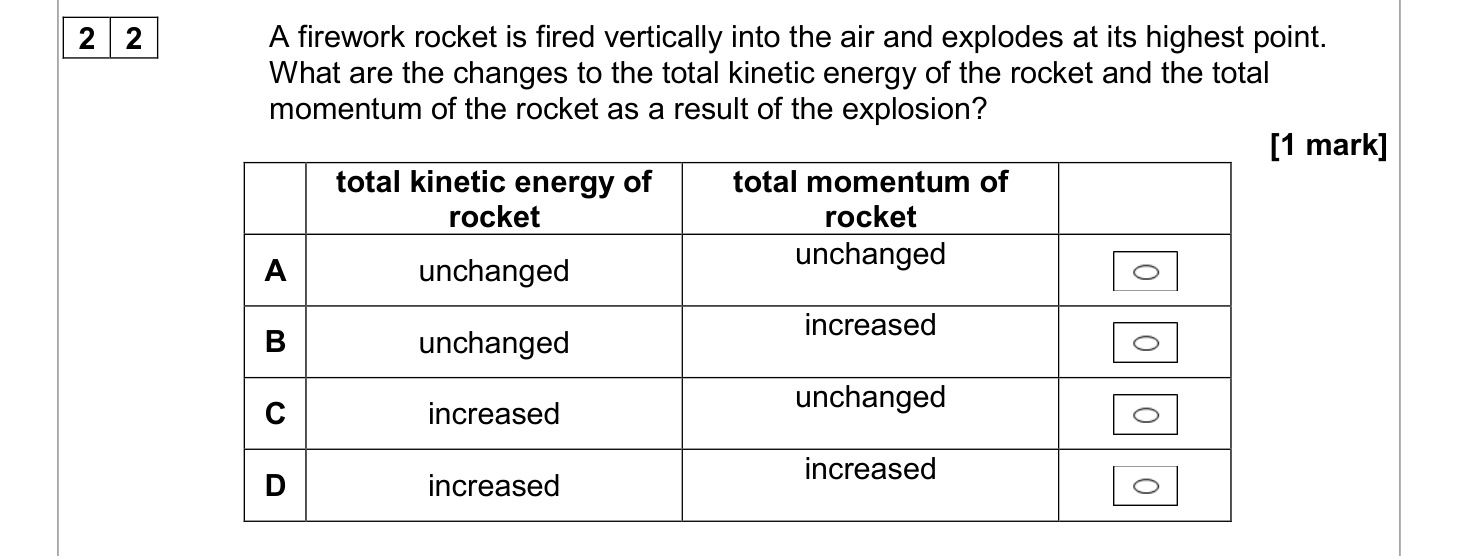 2 2
A firework rocket is fired vertically into the air and explodes at its highest point.
What are the changes to the total kinetic energy of the rocket and the total
momentum of the rocket as a result of the explosion?
[1 mark]
total kinetic energy of rocket
total momentum of rocket
A unchanged unchanged
B unchanged increased
C increased unchanged
D increased increased